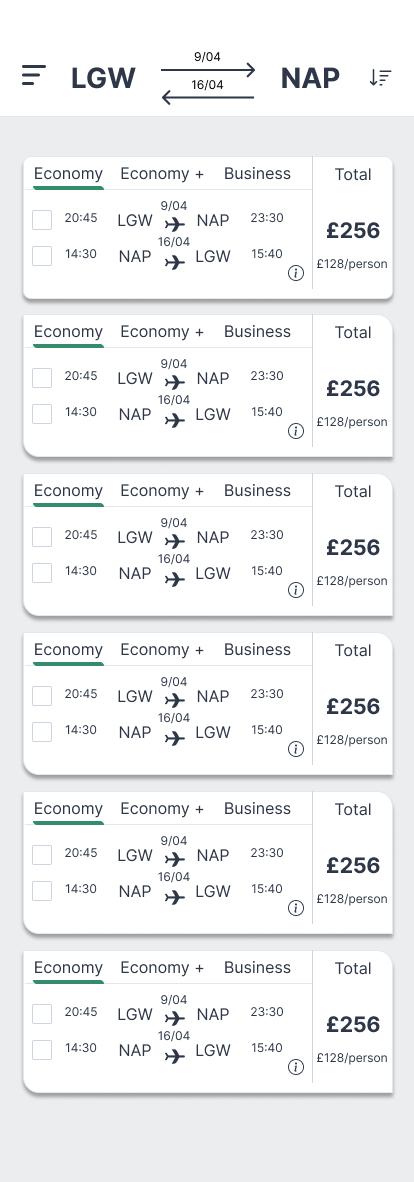 9/04
LGW NAP
16/04
Economy Economy + Business Total
9/04
20:45 LGW NAP 23:30 £256
16/04
14:30 NAP LGW 15:40 £128/person
i
Economy Economy + Business Total
9/04
20:45 LGW NAP 23:30 £256
16/04
14:30 NAP LGW 15:40 £128/person
i
Economy Economy + Business Total
9/04
20:45 LGW NAP 23:30 £256
16/04
14:30 NAP LGW 15:40 £128/person
i
Economy Economy + Business Total
9/04
20:45 LGW NAP 23:30 £256
16/04
14:30 NAP LGW 15:40 £128/person
i
Economy Economy + Business Total
9/04
20:45 LGW NAP 23:30 £256
16/04
14:30 NAP LGW 15:40 £128/person
i
Economy Economy + Business Total
9/04
20:45 LGW NAP 23:30 £256
16/04
14:30 NAP LGW 15:40 £128/person
i